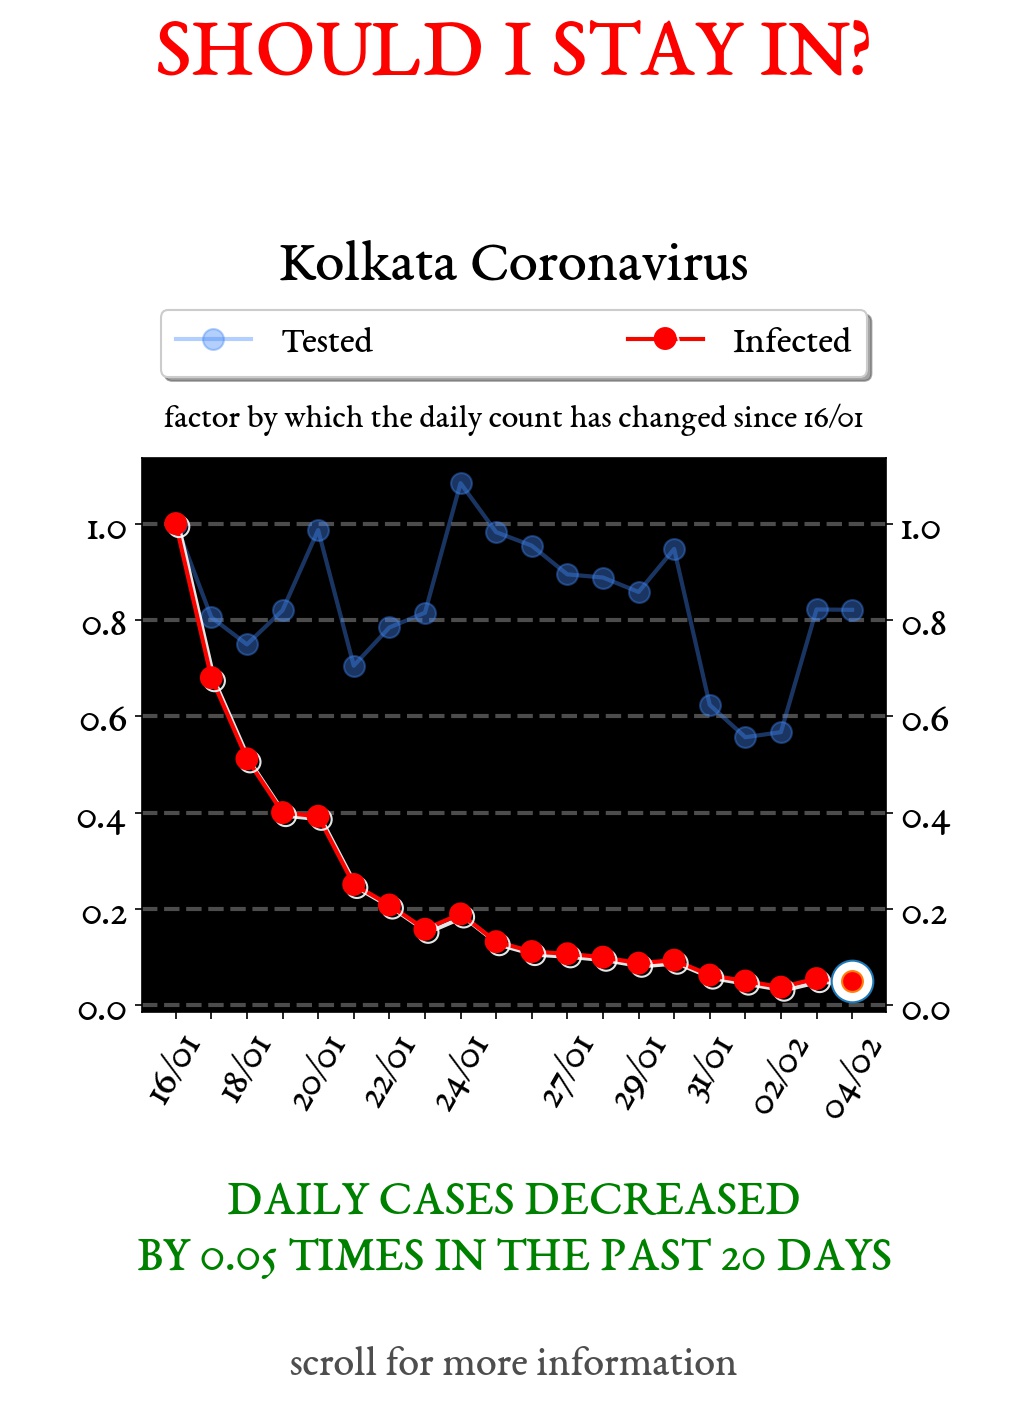 SHOULD I STAY IN?
Kolkata Coronavirus
Tested Infected
factor by which the daily count has changed since 16/01
1.0 1.0
0.8 0.8
0.6 0.6
0.4 0.4
0.2 0.2
0.0 0.0
16/01 18/01 20/01 22/01 24/01 27/01 29/01 31/01 02/02 04/02
DAILY CASES DECREASED
BY 0.05 TIMES IN THE PAST 20 DAYS
scroll for more information